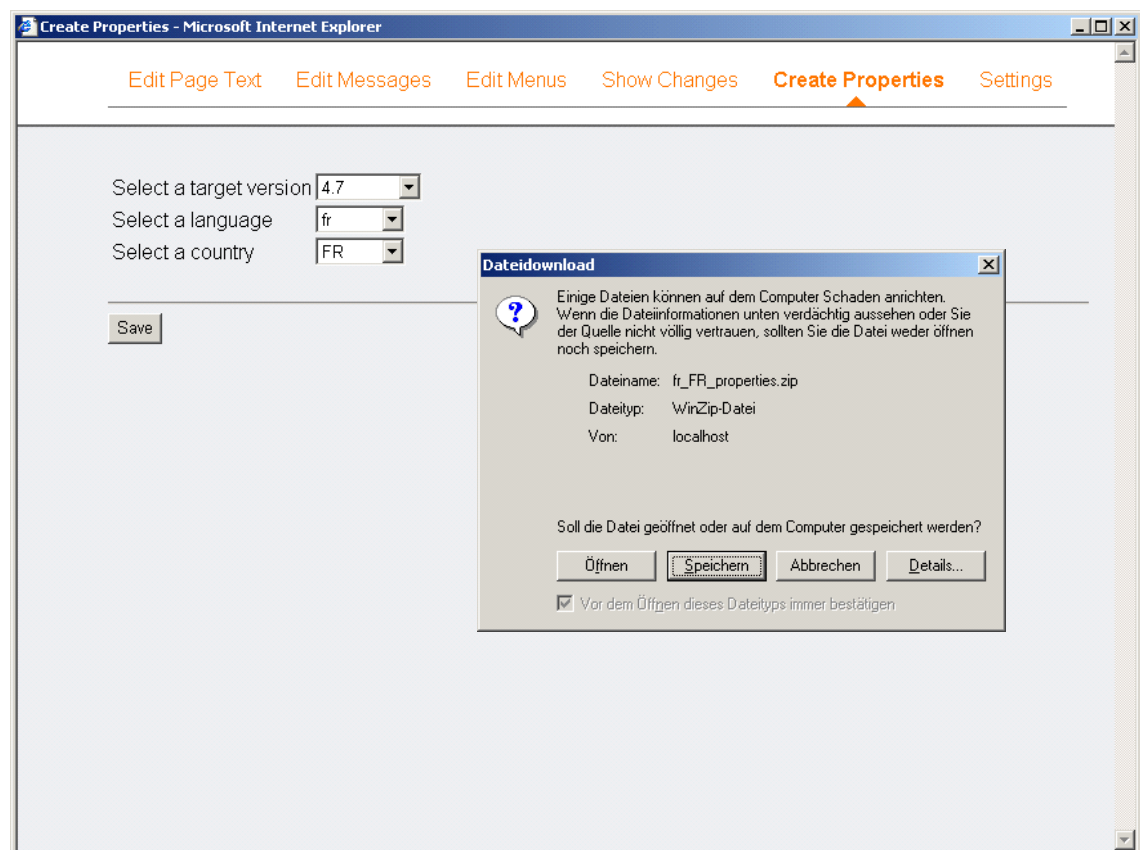 Create Properties - Microsoft Internet Explorer
Edit Page Text Edit Messages Edit Menus Show Changes Create Properties Settings
Select a target version 4.7
Select a language fr
Select a country FR
Save
Dateidownload
Einige Dateien können auf dem Computer Schaden anrichten.
Wenn die Dateiinformationen unten verdächtig aussehen oder Sie
der Quelle nicht völlig vertrauen, sollten Sie die Datei weder öffnen
noch speichern.
Dateiname: fr_FR_properties.zip
Dateityp: WinZip-Datei
Von: localhost
Soll die Datei geöffnet oder auf dem Computer gespeichert werden?
Öffnen Speichern Abbrechen Details...
Vor dem Öffnen dieses Dateityps immer bestätigen